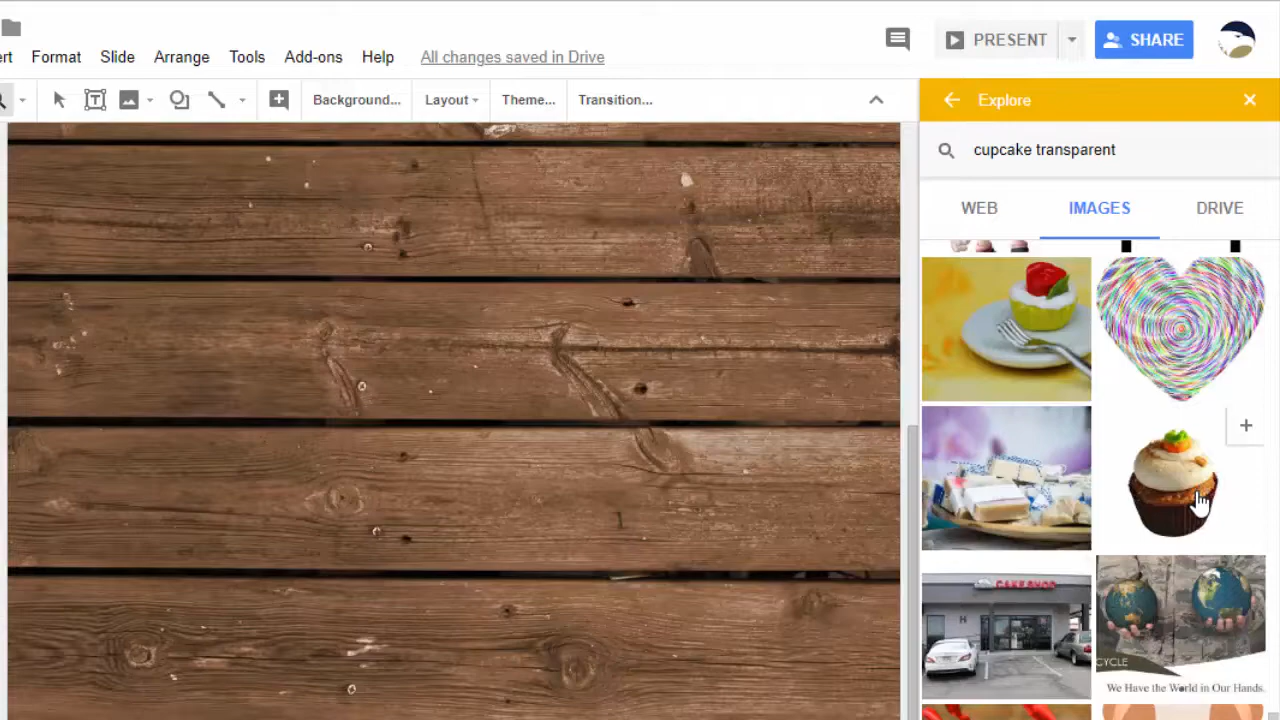 rt Format Slide Arrange Tools Add-ons Help All changes saved in Drive
PRESENT
SHARE
Background... Layout Theme... Transition...
Explore
cupcake transparent
WEB IMAGES DRIVE
CAKE SHOP
H
CYCLE
We Have the World in Our Hands.